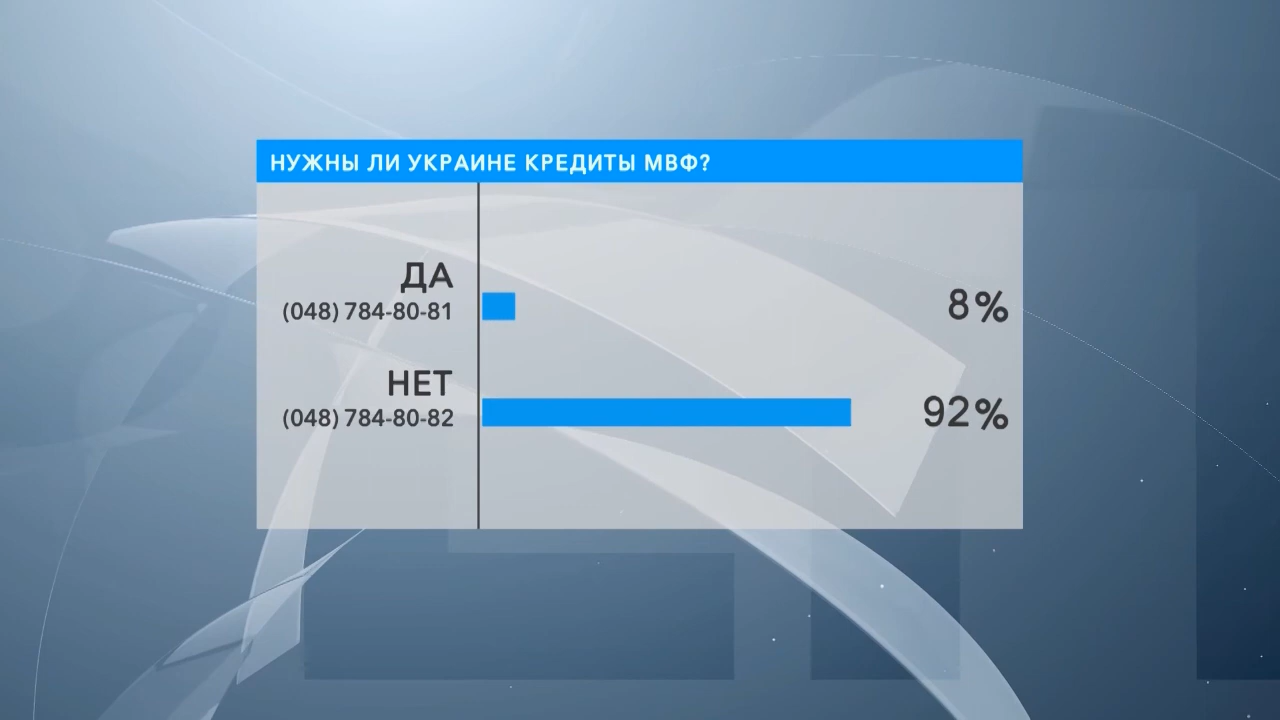 НУЖНЫ ЛИ УКРАИНЕ КРЕДИТЫ МВФ?
ДА
(048) 784-80-81
8%
НЕТ
(048) 784-80-82
92%